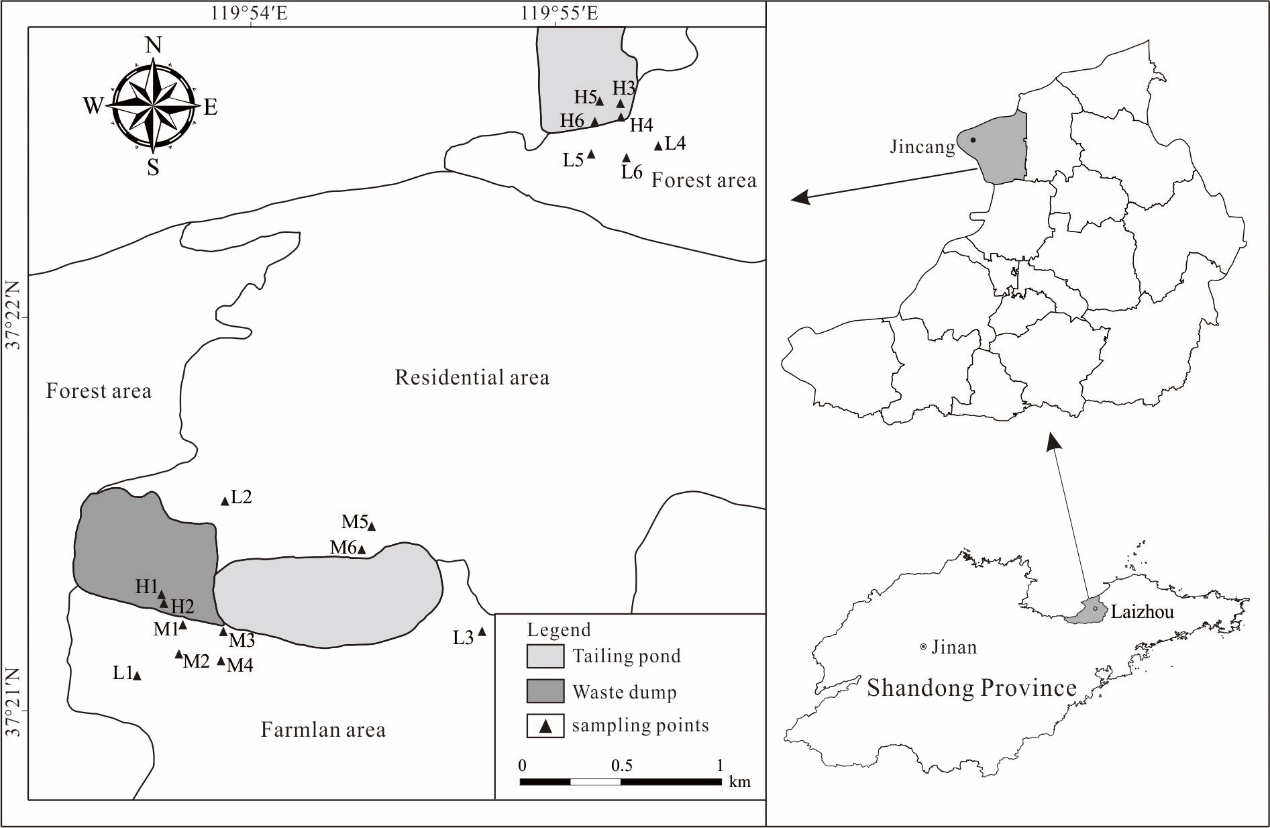 119°54′E
119°55′E
N
W
E
S
H5
H3
H6
H4
L5
L4
L6
Forest area
37°22′N
Forest area
Residential area
L2
M5
M6
H1
H2
M1
M3
M2
M4
L1
L3
37°21′N
Farmlan area
Legend
Tailing pond
Waste dump
sampling points
0
0.5
1
km
Jincang
Laizhou
Jinan
Shandong Province